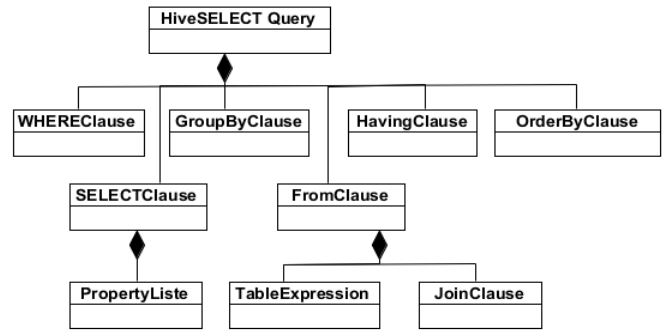 HiveSELECT Query
WHEREClause
GroupByClause
HavingClause
OrderByClause
SELECTClause
FromClause
PropertyListe
TableExpression
JoinClause